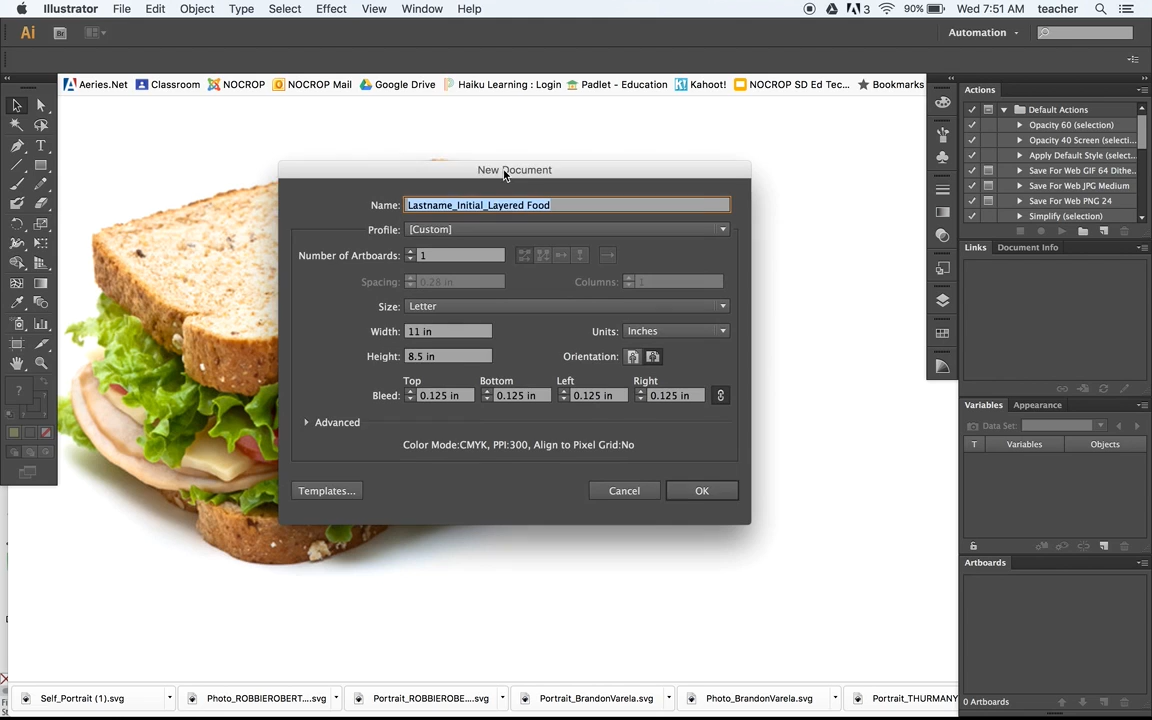 Illustrator File Edit Object Type Select Effect View Window Help 3 90% Wed 7:51 AM teacher
Ai Br Automation
Aeries.Net Classroom NOCROP NOCROP Mail Google Drive Haiku Learning : Login Padlet - Education Kahoot! NOCROP SD Ed Tec... Bookmarks
New Document
Name: Lastname_Initial_Layered Food
Profile: [Custom]
Number of Artboards: 1
Spacing: 0.28 in Columns: 1
Size: Letter
Width: 11 in Units: Inches
Height: 8.5 in Orientation:
Top Bottom Left Right
Bleed: 0.125 in 0.125 in 0.125 in 0.125 in
Advanced
Color Mode:CMYK, PPI:300, Align to Pixel Grid:No
Templates... Cancel OK
Actions
Default Actions
Opacity 60 (selection)
Opacity 40 Screen (selecti...
Apply Default Style (select...
Save For Web GIF 64 Dithe...
Save For Web JPG Medium
Save For Web PNG 24
Simplify (selection)
Links Document Info
Variables Appearance
Data Set:
T Variables Objects
Artboards
0 Artboards
Self_Portrait (1).svg Photo_ROBBIEROBERT....svg Portrait_ROBBIEROBE....svg Portrait_BrandonVarela.svg Photo_BrandonVarela.svg Portrait_THURMANY